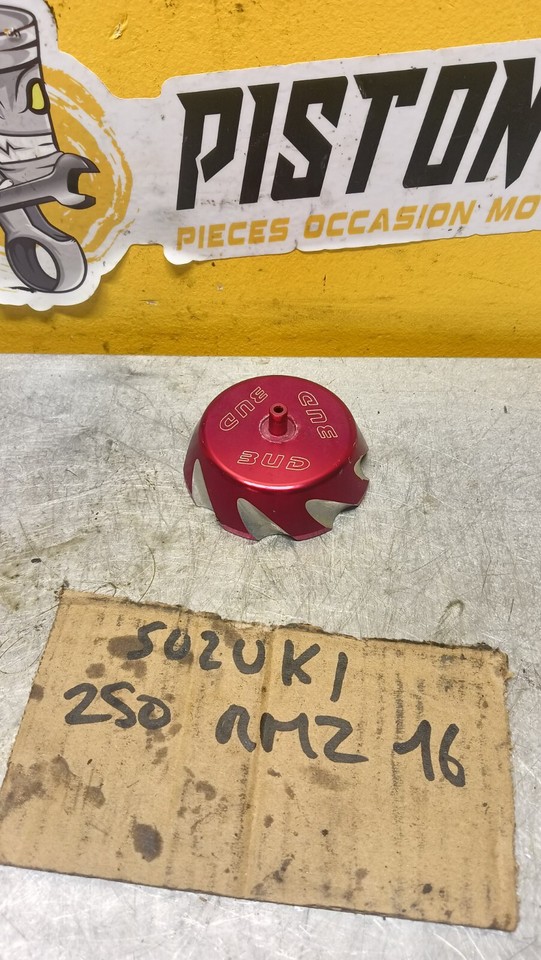 PISTON
PIECES OCCASION MO
BUD
BUD
BUD
SUZUKI
250 RMZ 16